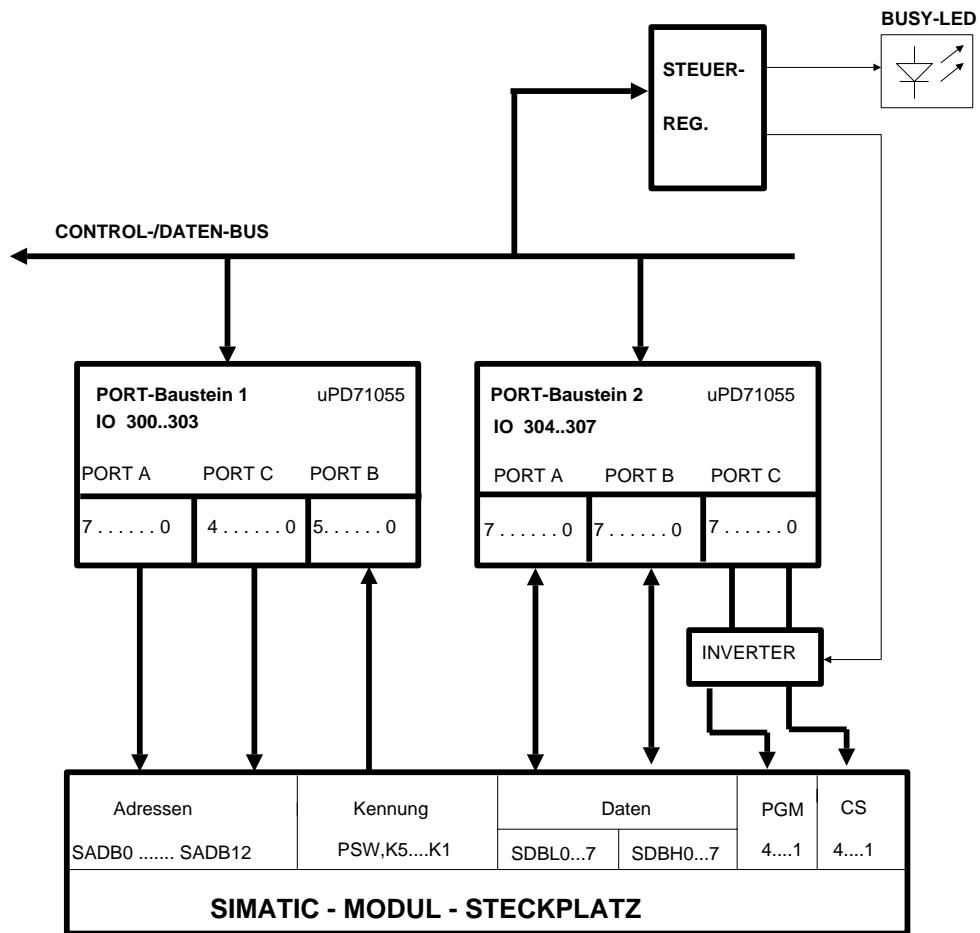 BUSY-LED
STEUER-
REG.
CONTROL-/DATEN-BUS
PORT-Baustein 1 uPD71055
IO 300..303
PORT A PORT C PORT B
7 . . . . . . 0 4 . . . . . . 0 5. . . . . . 0
PORT-Baustein 2 uPD71055
IO 304..307
PORT A PORT B PORT C
7 . . . . . . 0 7 . . . . . . 0 7 . . . . . . 0
INVERTER
Adressen Kennung Daten PGM CS
SADB0 ....... SADB12 PSW,K5....K1 SDBL0...7 SDBH0...7 4....1 4....1
SIMATIC - MODUL - STECKPLATZ